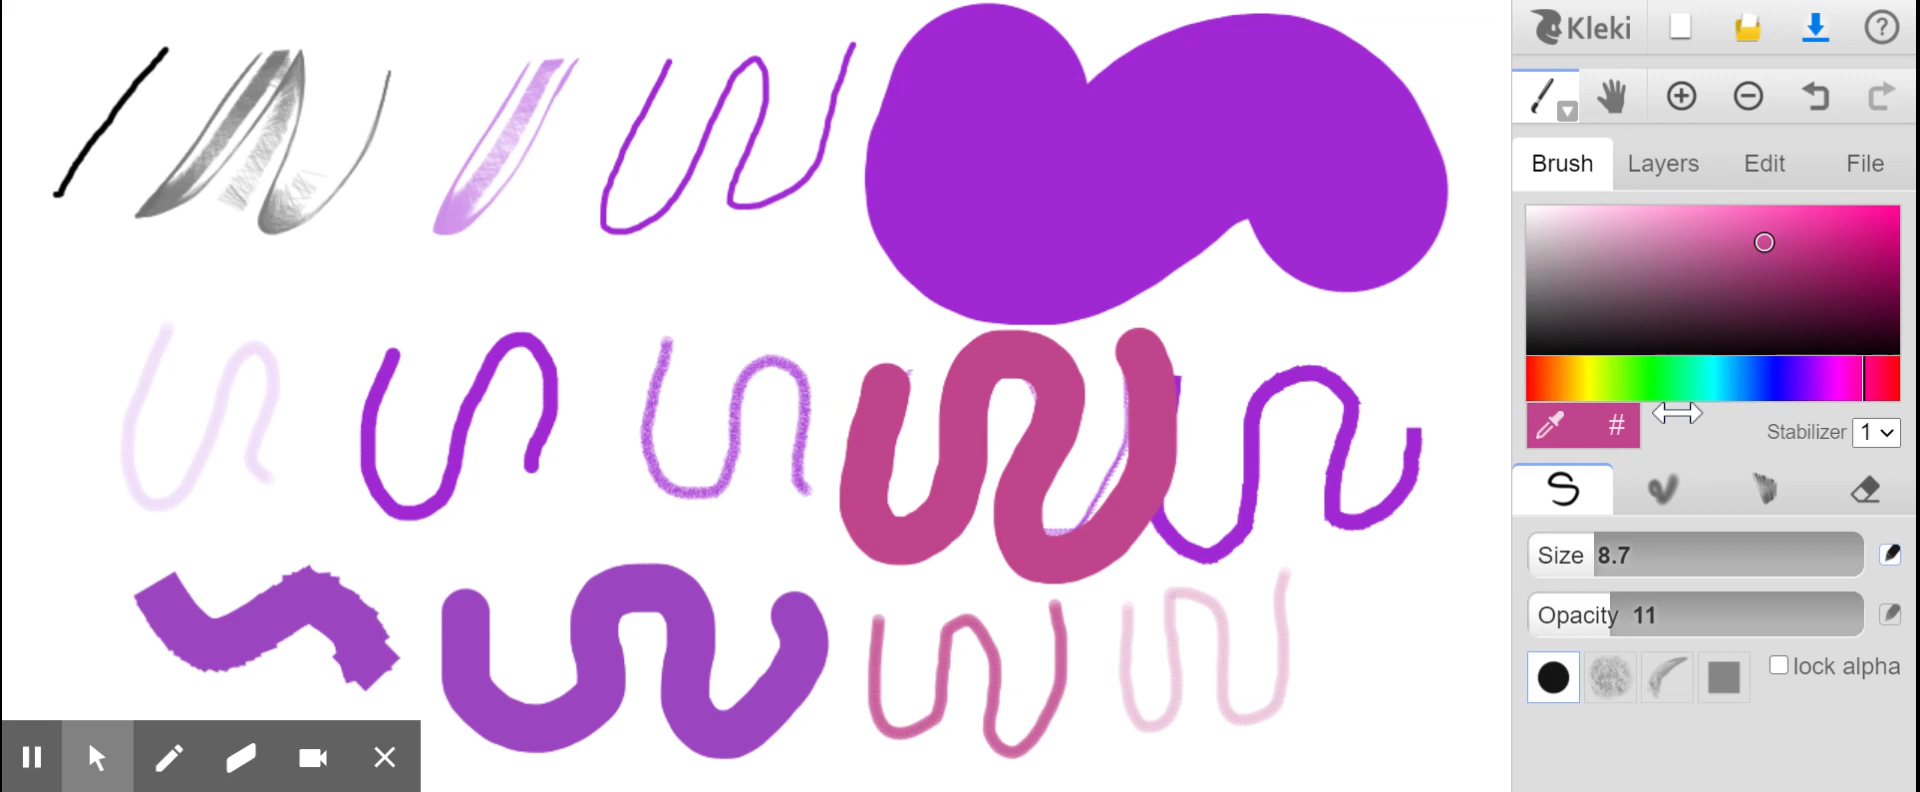 Kleki
Brush Layers Edit File
#
Stabilizer 1
Size 8.7
Opacity 11
lock alpha